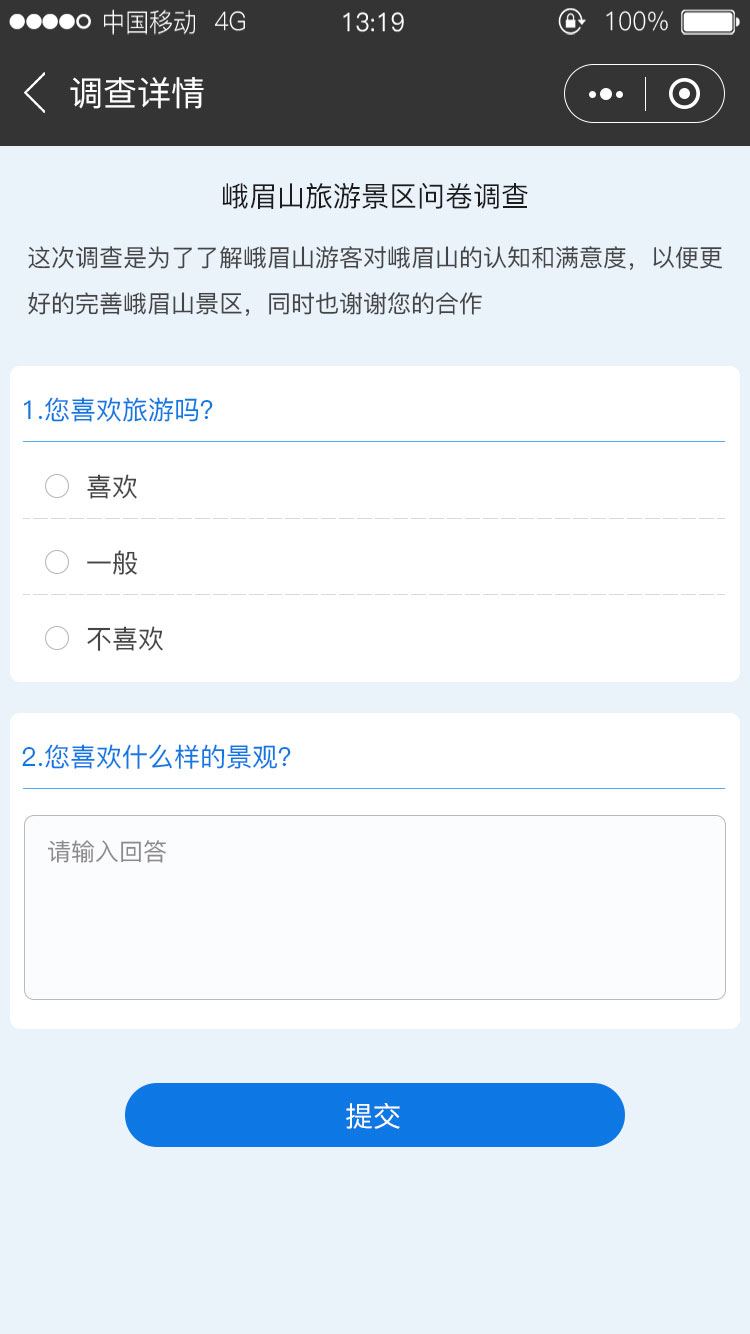 中国移动 4G 13:19 100%
调查详情
峨眉山旅游景区问卷调查
这次调查是为了了解峨眉山游客对峨眉山的认知和满意度，以便更
好的完善峨眉山景区，同时也谢谢您的合作
1.您喜欢旅游吗?
喜欢
一般
不喜欢
2.您喜欢什么样的景观?
请输入回答
提交